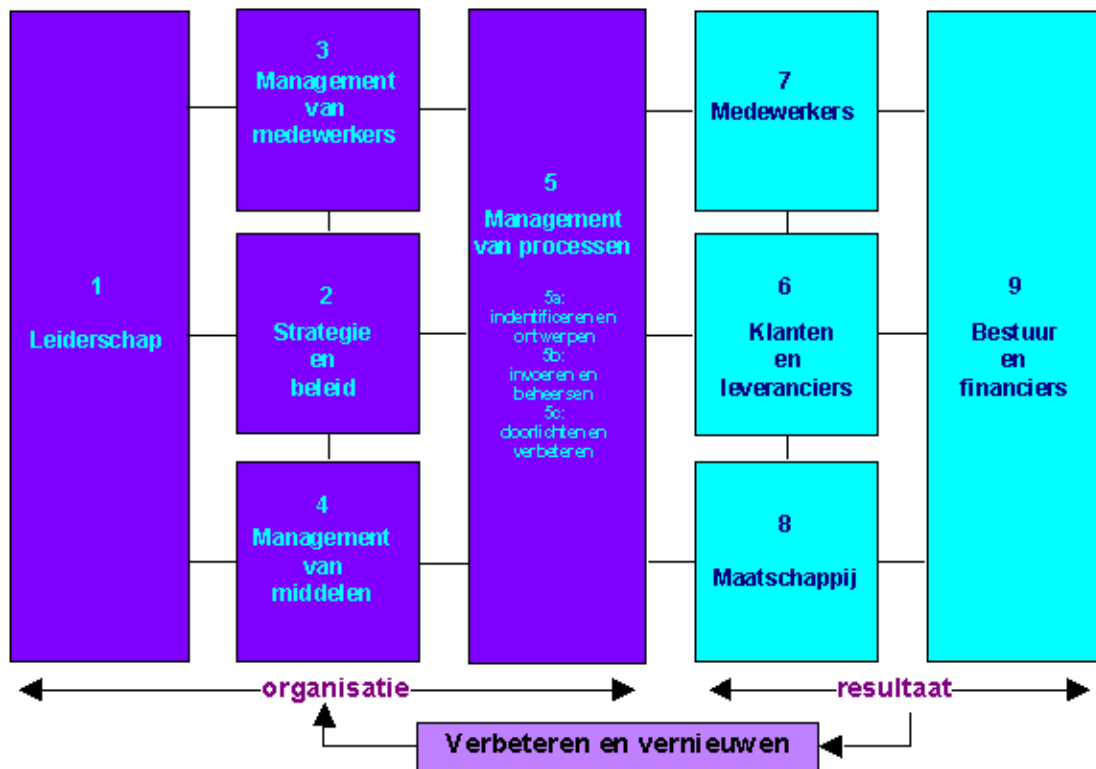 1
Leiderschap
3
Management
van
medewerkers
2
Strategie
en
beleid
4
Management
van
middelen
5
Management
van processen
5a:
indentificeren en
ontwerpen
5b:
invoeren en
beheersen
5c:
doorlichten en
verbeteren
7
Medewerkers
6
Klanten
en
leveranciers
8
Maatschappij
9
Bestuur
en
financiers
organisatie
resultaat
Verbeteren en vernieuwen